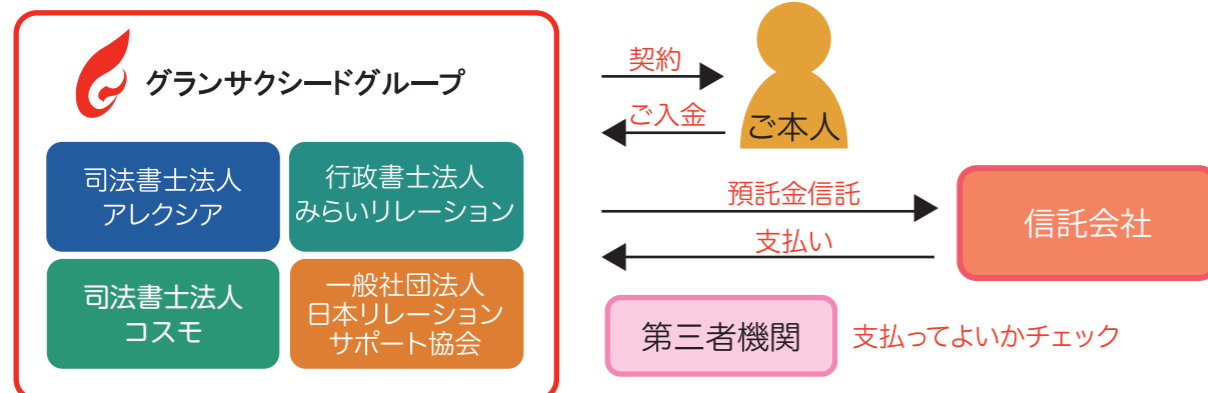 グランサクシードグループ
司法書士法人
アレクシア
行政書士法人
みらいリレーション
司法書士法人
コスモ
一般社団法人
日本リレーション
サポート協会
契約
ご入金
ご本人
預託金信託
支払い
信託会社
第三者機関
支払ってよいかチェック